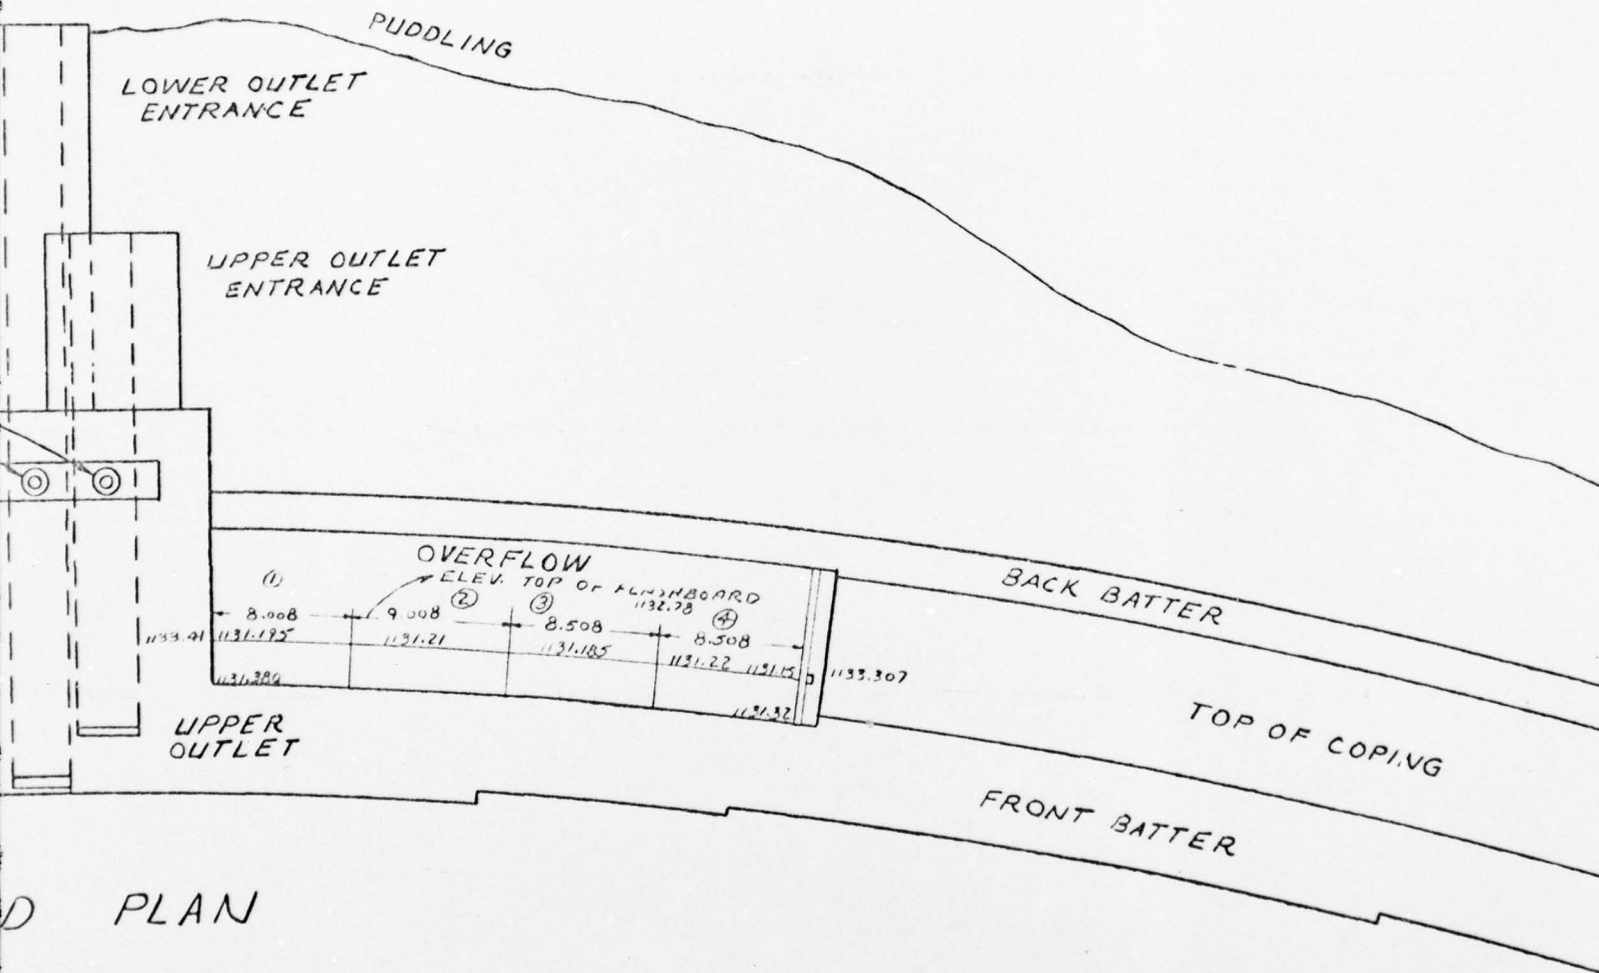 PUDDLING
LOWER OUTLET
ENTRANCE
UPPER OUTLET
ENTRANCE
OVERFLOW
ELEV. TOP OF FLASHBOARD
1132.78
① ② ③ ④
8.008 9.008 8.508 8.508
1133.41 1131.195 1131.21 1131.185 1131.22 1131.15 1133.307
1131.380 1131.32
BACK BATTER
TOP OF COPING
FRONT BATTER
UPPER
OUTLET
D PLAN